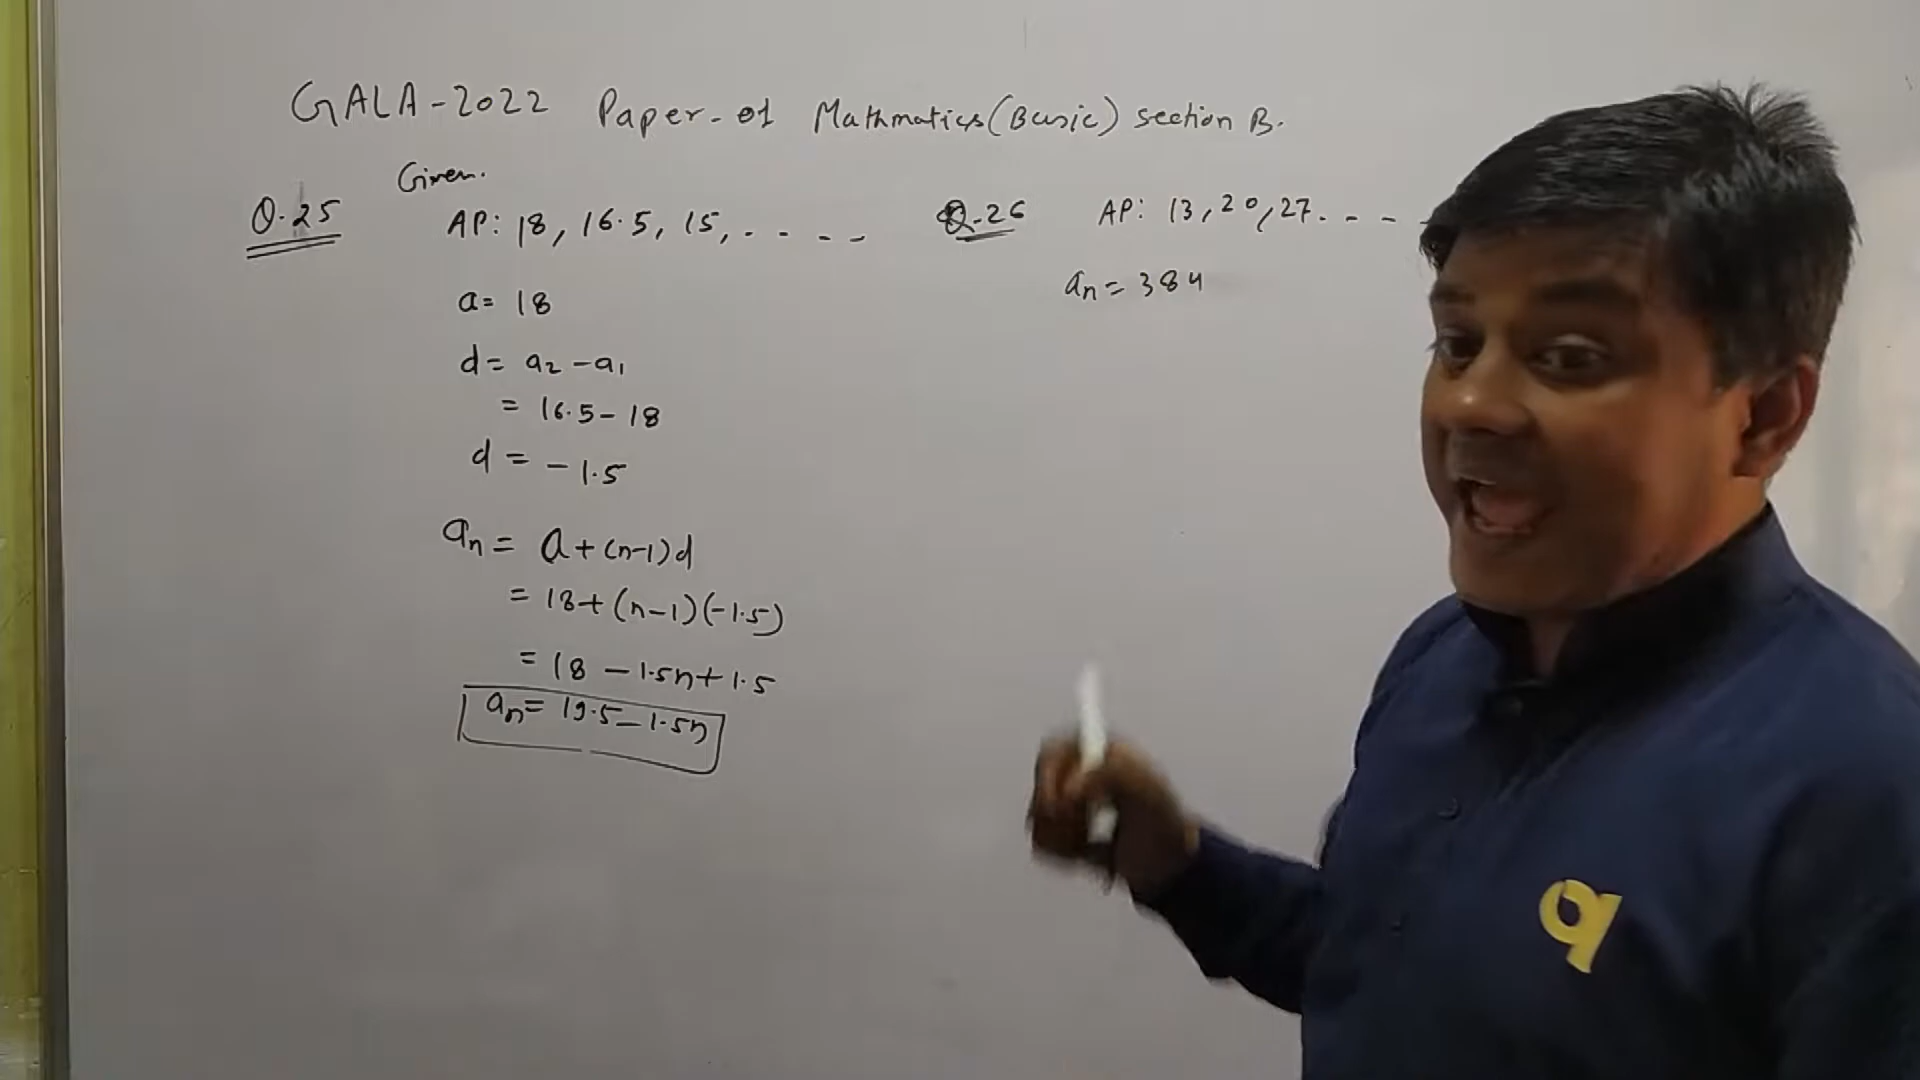 GALA-2022 Paper-of Mathmatics(Basic) section B.
Given.
Q.25
AP: 18, 16.5, 15, - - - -
a= 18
d= a₂ -a₁
= 16.5- 18
d = -1.5
aₙ = a+(n-1)d
= 18+(n-1)(-1.5)
= 18 -1.5n+1.5
aₙ= 19.5-1.5n
Q.26 AP: 13,20,27. - - -
aₙ = 384
q